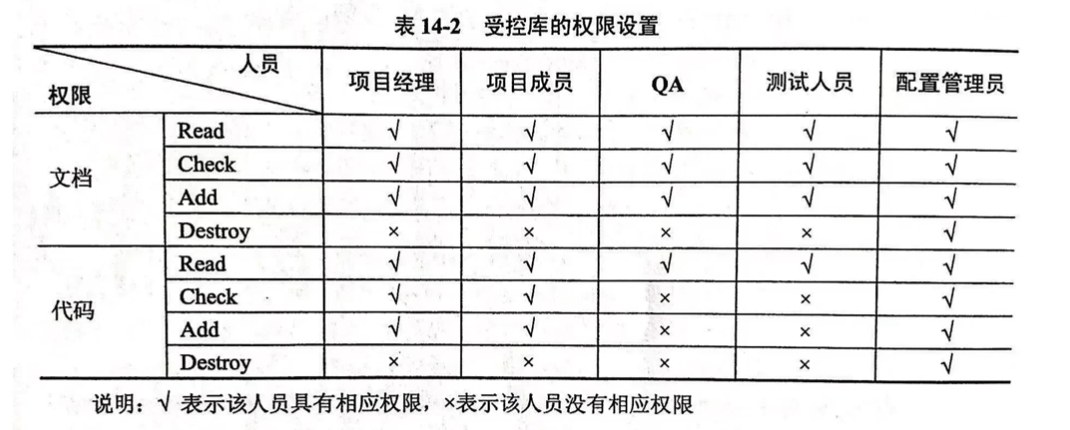 表 14-2 受控库的权限设置
人员 权限 项目经理 项目成员 QA 测试人员 配置管理员
文档 Read √ √ √ √ √
Check √ √ √ √ √
Add √ √ √ √ √
Destroy × × × × √
代码 Read √ √ √ √ √
Check √ √ × × √
Add √ √ × × √
Destroy × × × × √
说明：√ 表示该人员具有相应权限，×表示该人员没有相应权限